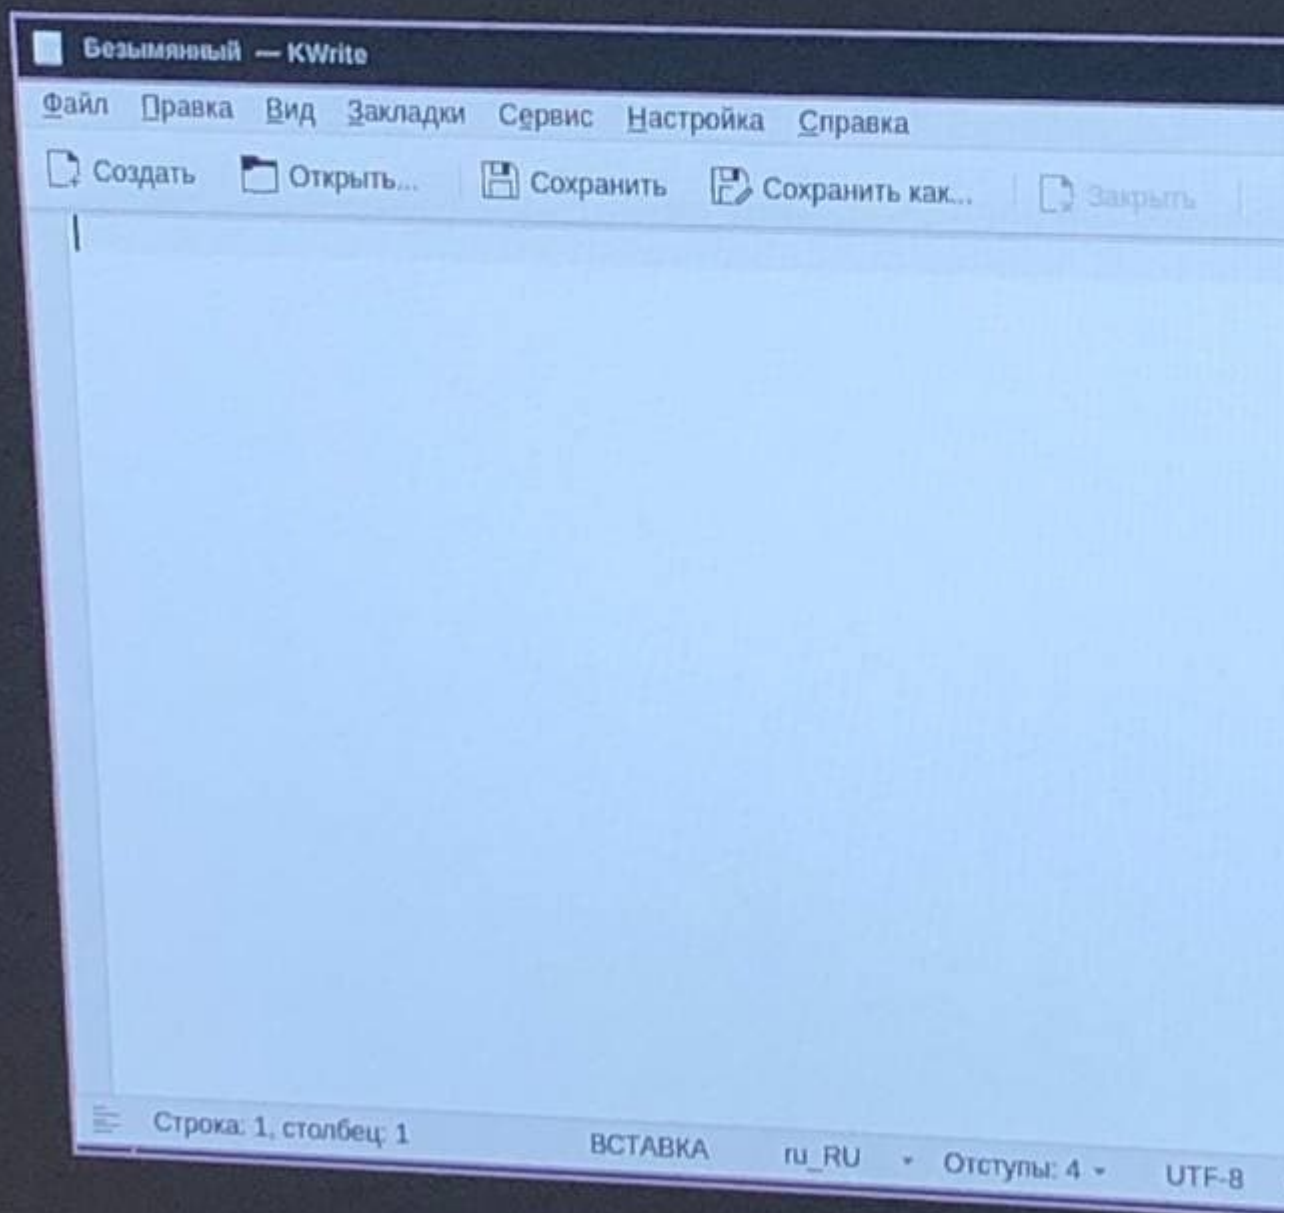 Безымянный — KWrite
Файл Правка Вид Закладки Сервис Настройка Справка
Создать Открыть... Сохранить Сохранить как... Закрыть
Строка: 1, столбец: 1 ВСТАВКА ru_RU Отступы: 4 UTF-8